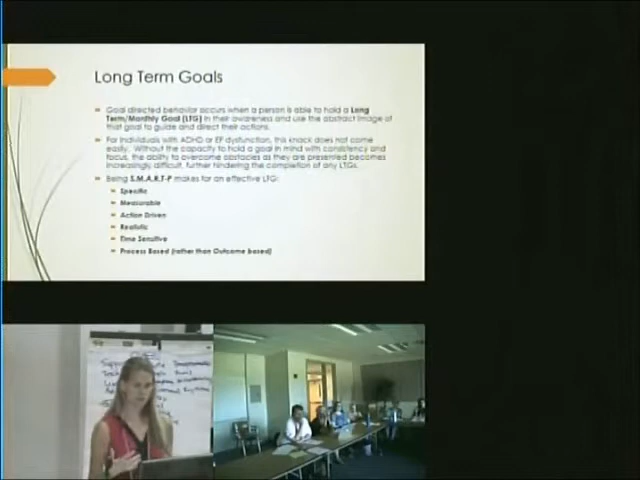 Long Term Goals
Goal directed behavior occurs when a person is able to hold a Long
Term/Monthly Goal (LTG) in their awareness and use the abstract image of
that goal to guide and direct their actions.
For individuals with ADHD or EF dysfunction, this knack does not come
easily. Without the capacity to hold a goal in mind with consistency and
focus, the ability to overcome obstacles as they are presented becomes
increasingly difficult, further hindering the completion of any LTGs.
Being S.M.A.R.T-P makes for an effective LTG:
Specific
Measurable
Action Driven
Realistic
Time Sensitive
Process Based (rather than Outcome based)